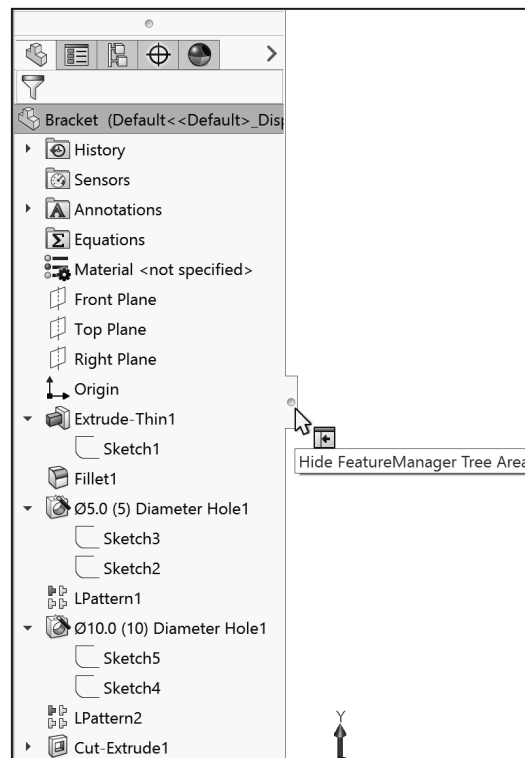 Bracket (Default<<Default>_Disp
History
Sensors
Annotations
Equations
Material <not specified>
Front Plane
Top Plane
Right Plane
Origin
Extrude-Thin1
Sketch1
Hide FeatureManager Tree Area
Fillet1
Ø5.0 (5) Diameter Hole1
Sketch3
Sketch2
LPattern1
Ø10.0 (10) Diameter Hole1
Sketch5
Sketch4
LPattern2
Y
Cut-Extrude1